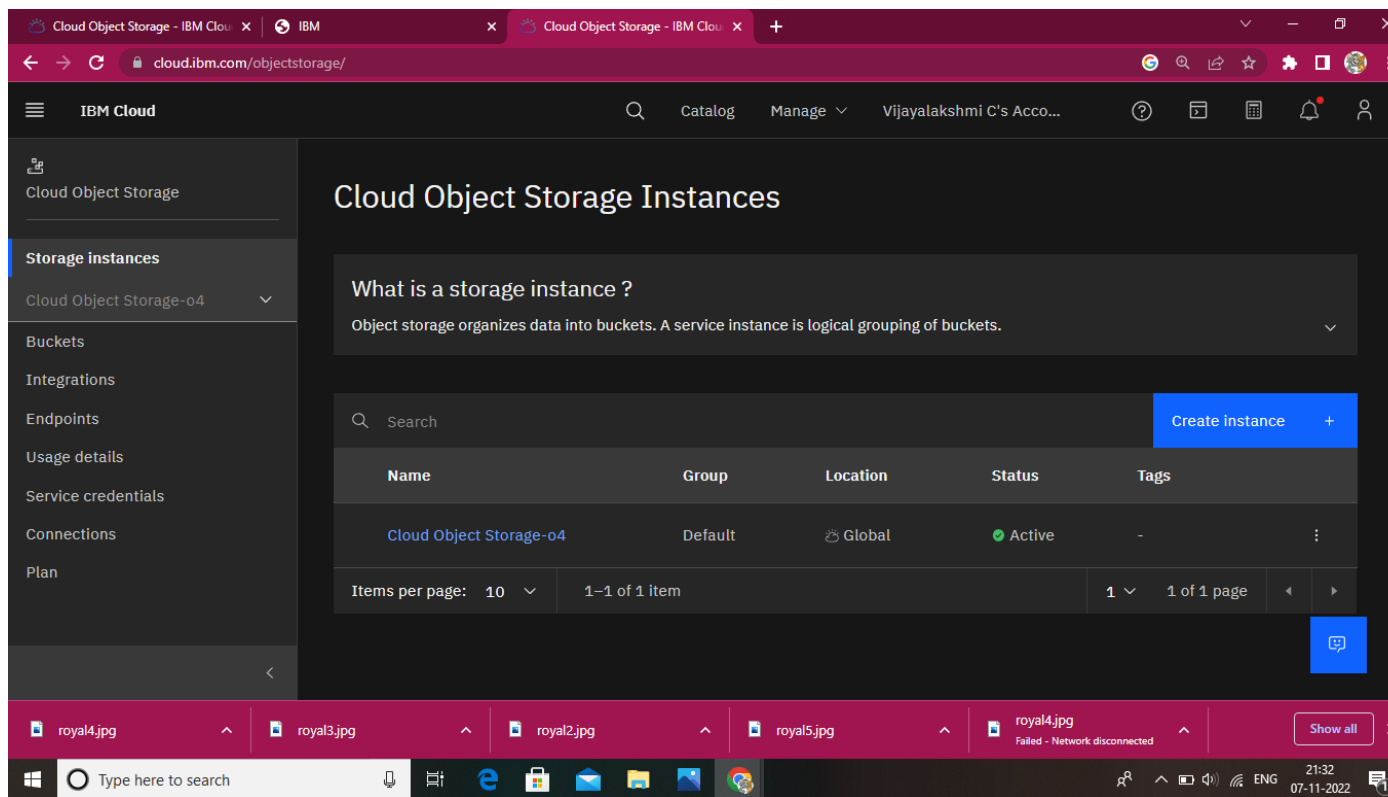 Cloud Object Storage - IBM Clou
IBM
Cloud Object Storage - IBM Clou
cloud.ibm.com/objectstorage/
IBM Cloud
Catalog
Manage
Vijayalakshmi C's Acco...
Cloud Object Storage
Storage instances
Cloud Object Storage-o4
Buckets
Integrations
Endpoints
Usage details
Service credentials
Connections
Plan
Cloud Object Storage Instances
What is a storage instance ?
Object storage organizes data into buckets. A service instance is logical grouping of buckets.
Search
Create instance +
Name Group Location Status Tags
Cloud Object Storage-o4 Default Global Active -
Items per page: 10 1–1 of 1 item 1 1 of 1 page
royal4.jpg
royal3.jpg
royal2.jpg
royal5.jpg
royal4.jpg
Failed - Network disconnected
Show all
Type here to search
ENG
21:32
07-11-2022
1